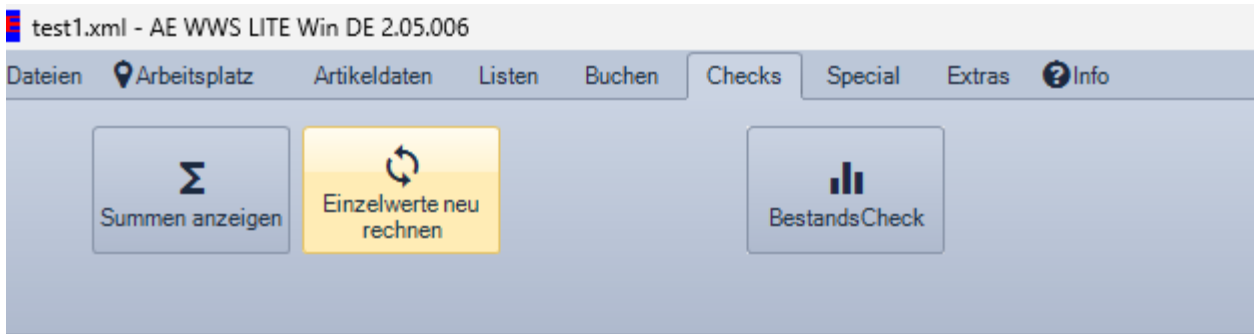 E test1.xml - AE WWS LITE Win DE 2.05.006
Dateien Arbeitsplatz Artikeldaten Listen Buchen Checks Special Extras ? Info
Σ
Summen anzeigen
Einzelwerte neu
rechnen
BestandsCheck